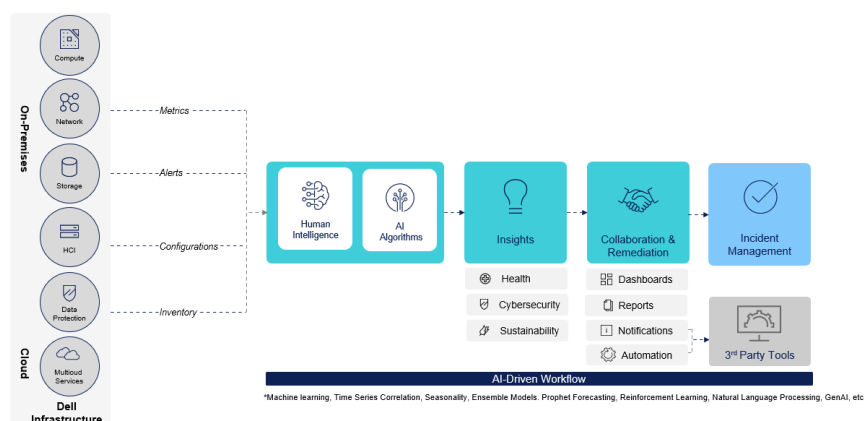 On-Premises
Cloud
Compute
Network
Storage
HCI
Data
Protection
Multioud
Services
Dell
Infrastructure
Metrics
Alerts
Configurations
Inventory
Human
Intelligence
AI
Algorithms
Insights
Health
Cybersecurity
Sustainability
Collaboration &
Remediation
Dashboards
Reports
Notifications
Automation
Incident
Management
3rd Party Tools
AI-Driven Workflow
*Machine learning, Time Series Correlation, Seasonality, Ensemble Models. Prophet Forecasting, Reinforcement Learning, Natural Language Processing, GenAI, etc